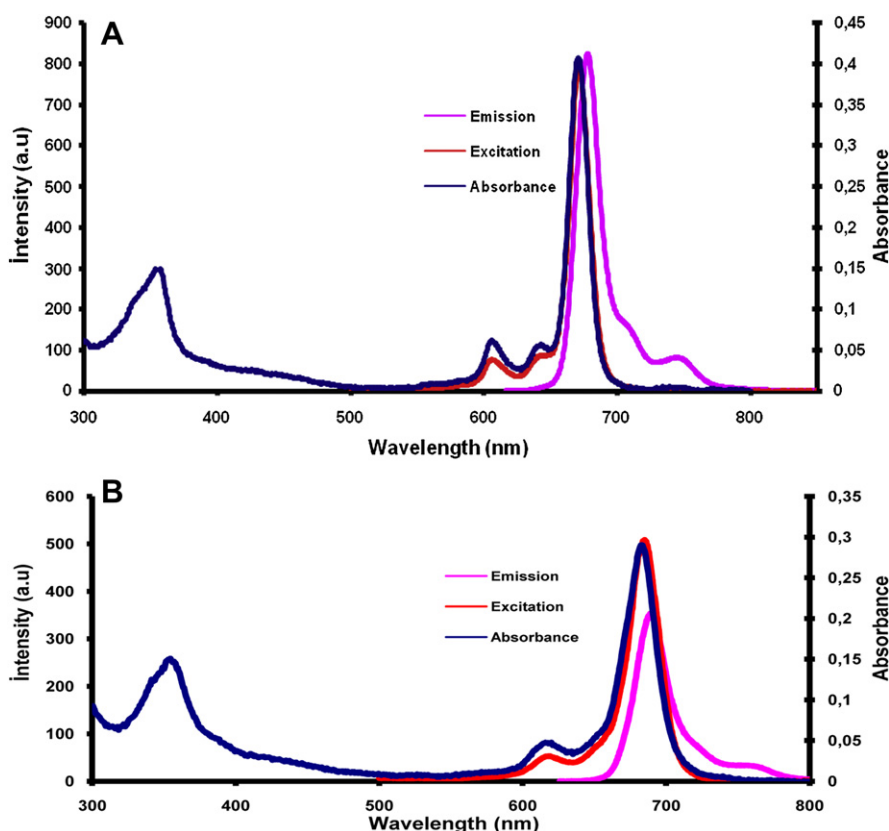 A
900
800
700
600
500
400
300
200
100
0
İntensity (a.u)
0,45
0,4
0,35
0,3
0,25
0,2
0,15
0,1
0,05
0
Absorbance
Emission
Excitation
Absorbance
300 400 500 600 700 800
Wavelength (nm)
B
600
500
400
300
200
100
0
İntensity (a.u)
0,35
0,3
0,25
0,2
0,15
0,1
0,05
0
Absorbance
Emission
Excitation
Absorbance
300 400 500 600 700 800
Wavelength (nm)